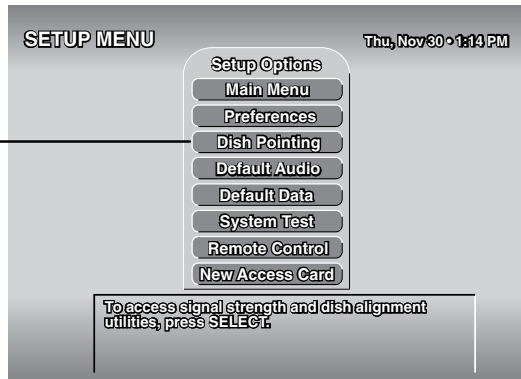 SETUP MENU
Thu, Nov 30 • 1:14 PM
Setup Options
Main Menu
Preferences
Dish Pointing
Default Audio
Default Data
System Test
Remote Control
New Access Card
To access signal strength and dish alignment
utilities, press SELECT.